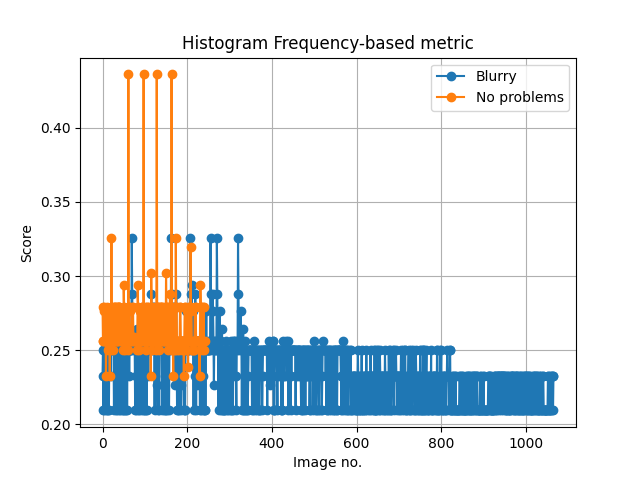 Histogram Frequency-based metric
Blurry
No problems
0.40
0.35
0.30
0.25
0.20
Score
0
200
400
600
800
1000
Image no.